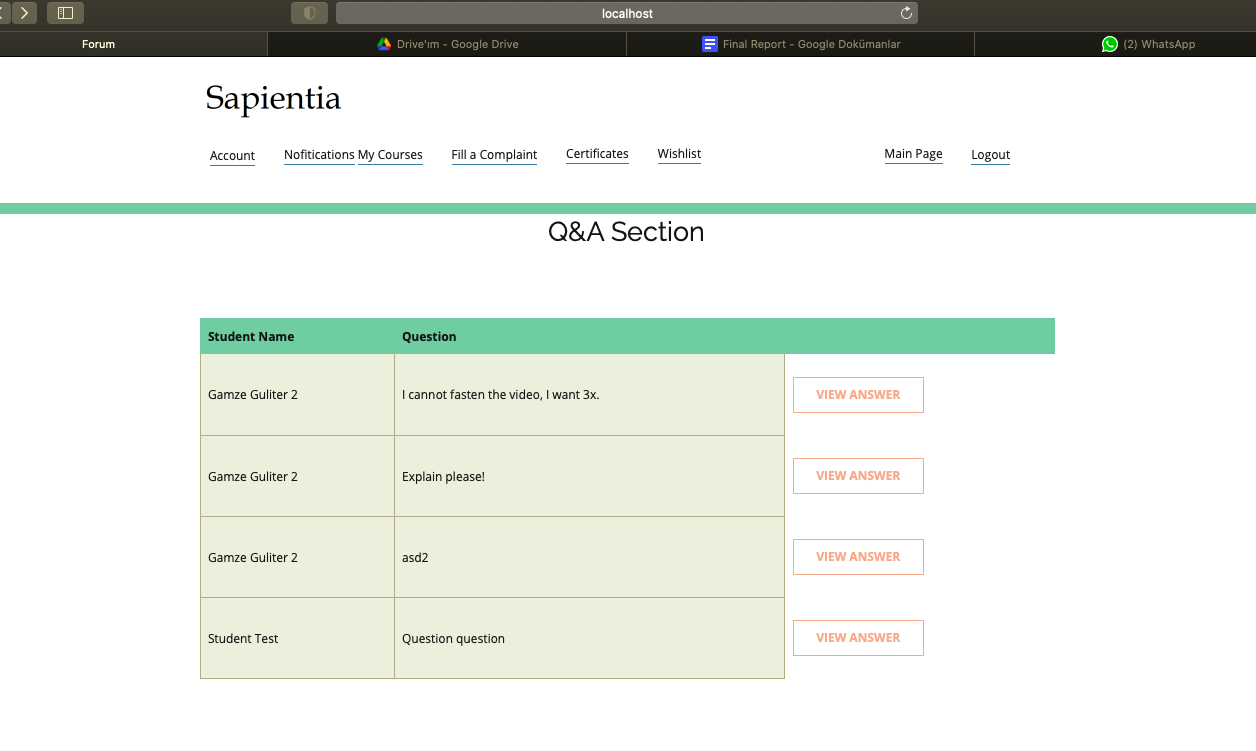 localhost
Forum
Drive'ım - Google Drive
Final Report - Google Dokümanlar
(2) WhatsApp
Sapientia
Account Nofitications My Courses Fill a Complaint Certificates Wishlist Main Page Logout
Q&A Section
Student Name Question
Gamze Guliter 2 I cannot fasten the video, I want 3x. VIEW ANSWER
Gamze Guliter 2 Explain please! VIEW ANSWER
Gamze Guliter 2 asd2 VIEW ANSWER
Student Test Question question VIEW ANSWER